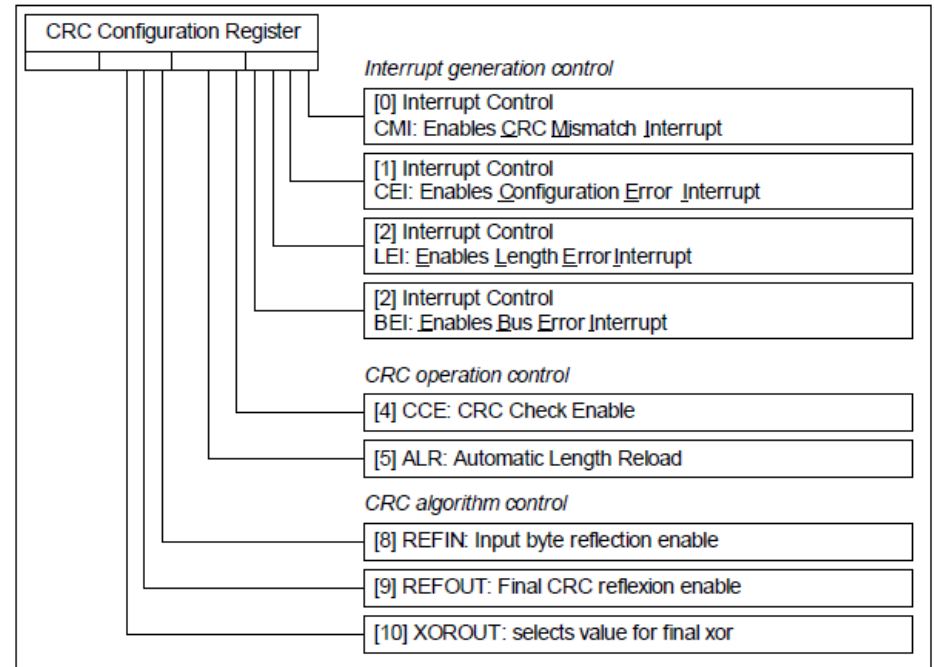 CRC Configuration Register
Interrupt generation control
[0] Interrupt Control
CMI: Enables CRC Mismatch Interrupt
[1] Interrupt Control
CEI: Enables Configuration Error Interrupt
[2] Interrupt Control
LEI: Enables Length Error Interrupt
[2] Interrupt Control
BEI: Enables Bus Error Interrupt
CRC operation control
[4] CCE: CRC Check Enable
[5] ALR: Automatic Length Reload
CRC algorithm control
[8] REFIN: Input byte reflection enable
[9] REFOUT: Final CRC reflexion enable
[10] XOROUT: selects value for final xor